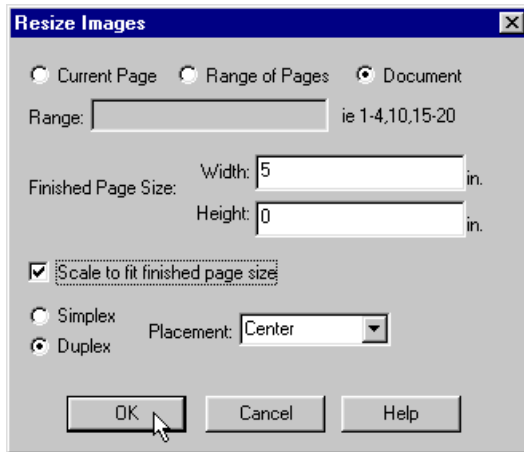 Resize Images
Current Page Range of Pages Document
Range: ie 1-4,10,15-20
Finished Page Size: Width: 5 in.
Height: 0 in.
Scale to fit finished page size
Simplex
Duplex
Placement: Center
OK Cancel Help